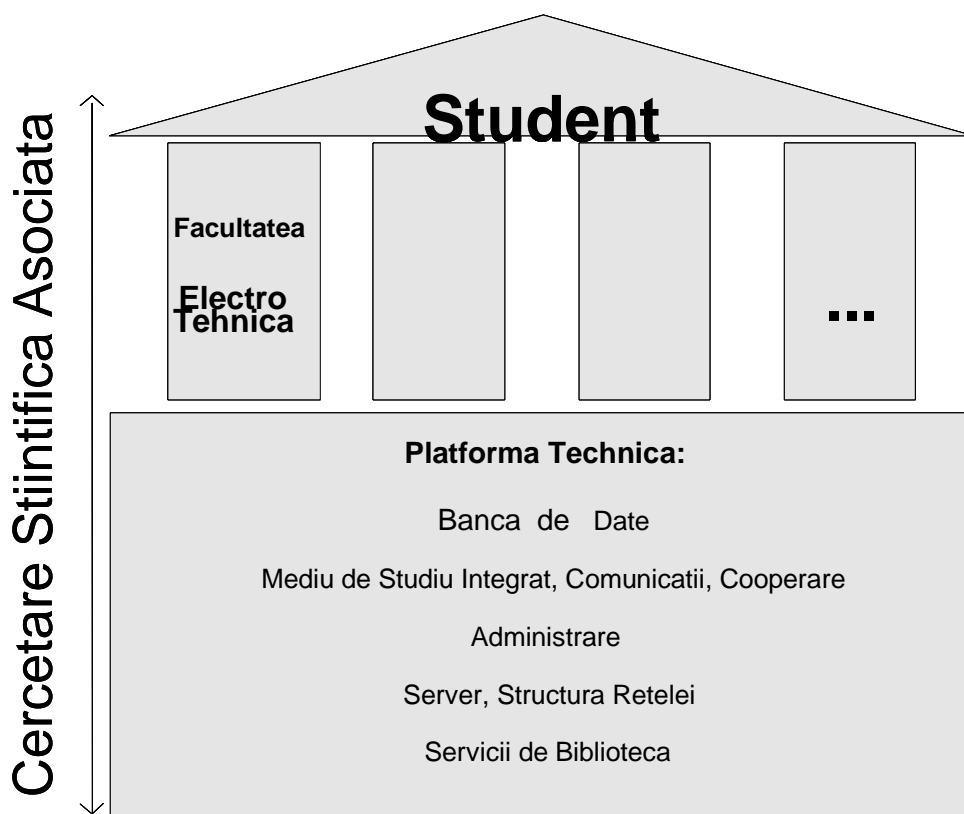 Cercetare Stiintifica Asociata
Student
Facultatea
Electro
Tehnica
...
Platforma Technica:
Banca de Date
Mediu de Studiu Integrat, Comunicatii, Cooperare
Administrare
Server, Structura Retelei
Servicii de Biblioteca